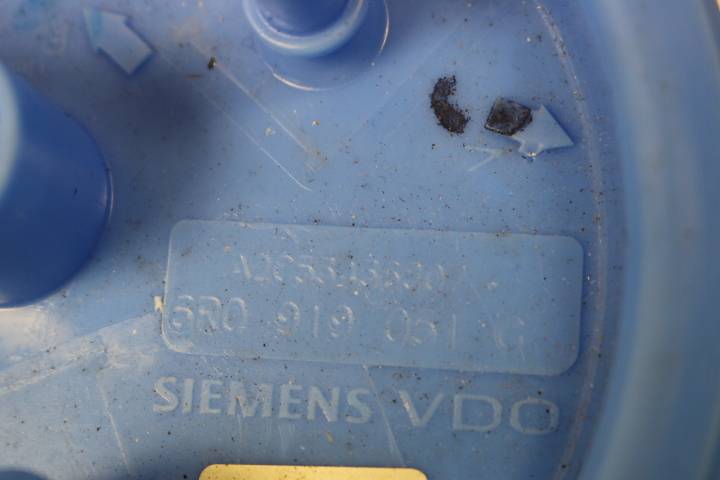 6R0 919 051 G
SIEMENS VDO